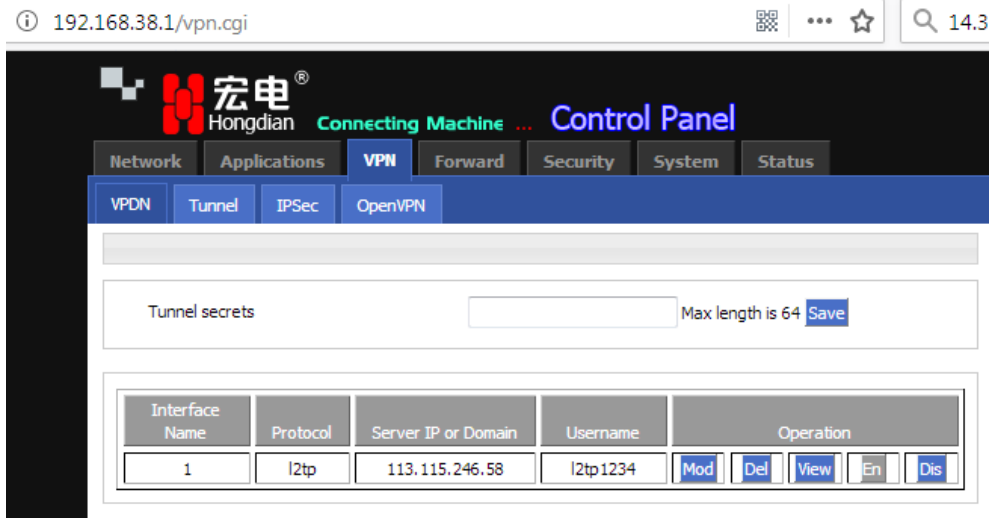 192.168.38.1/vpn.cgi
14.3
宏电®
Hongdian Connecting Machine ... Control Panel
Network Applications VPN Forward Security System Status
VPDN Tunnel IPSec OpenVPN
Tunnel secrets Max length is 64 Save
Interface Name Protocol Server IP or Domain Username Operation
1 l2tp 113.115.246.58 l2tp1234 Mod Del View En Dis